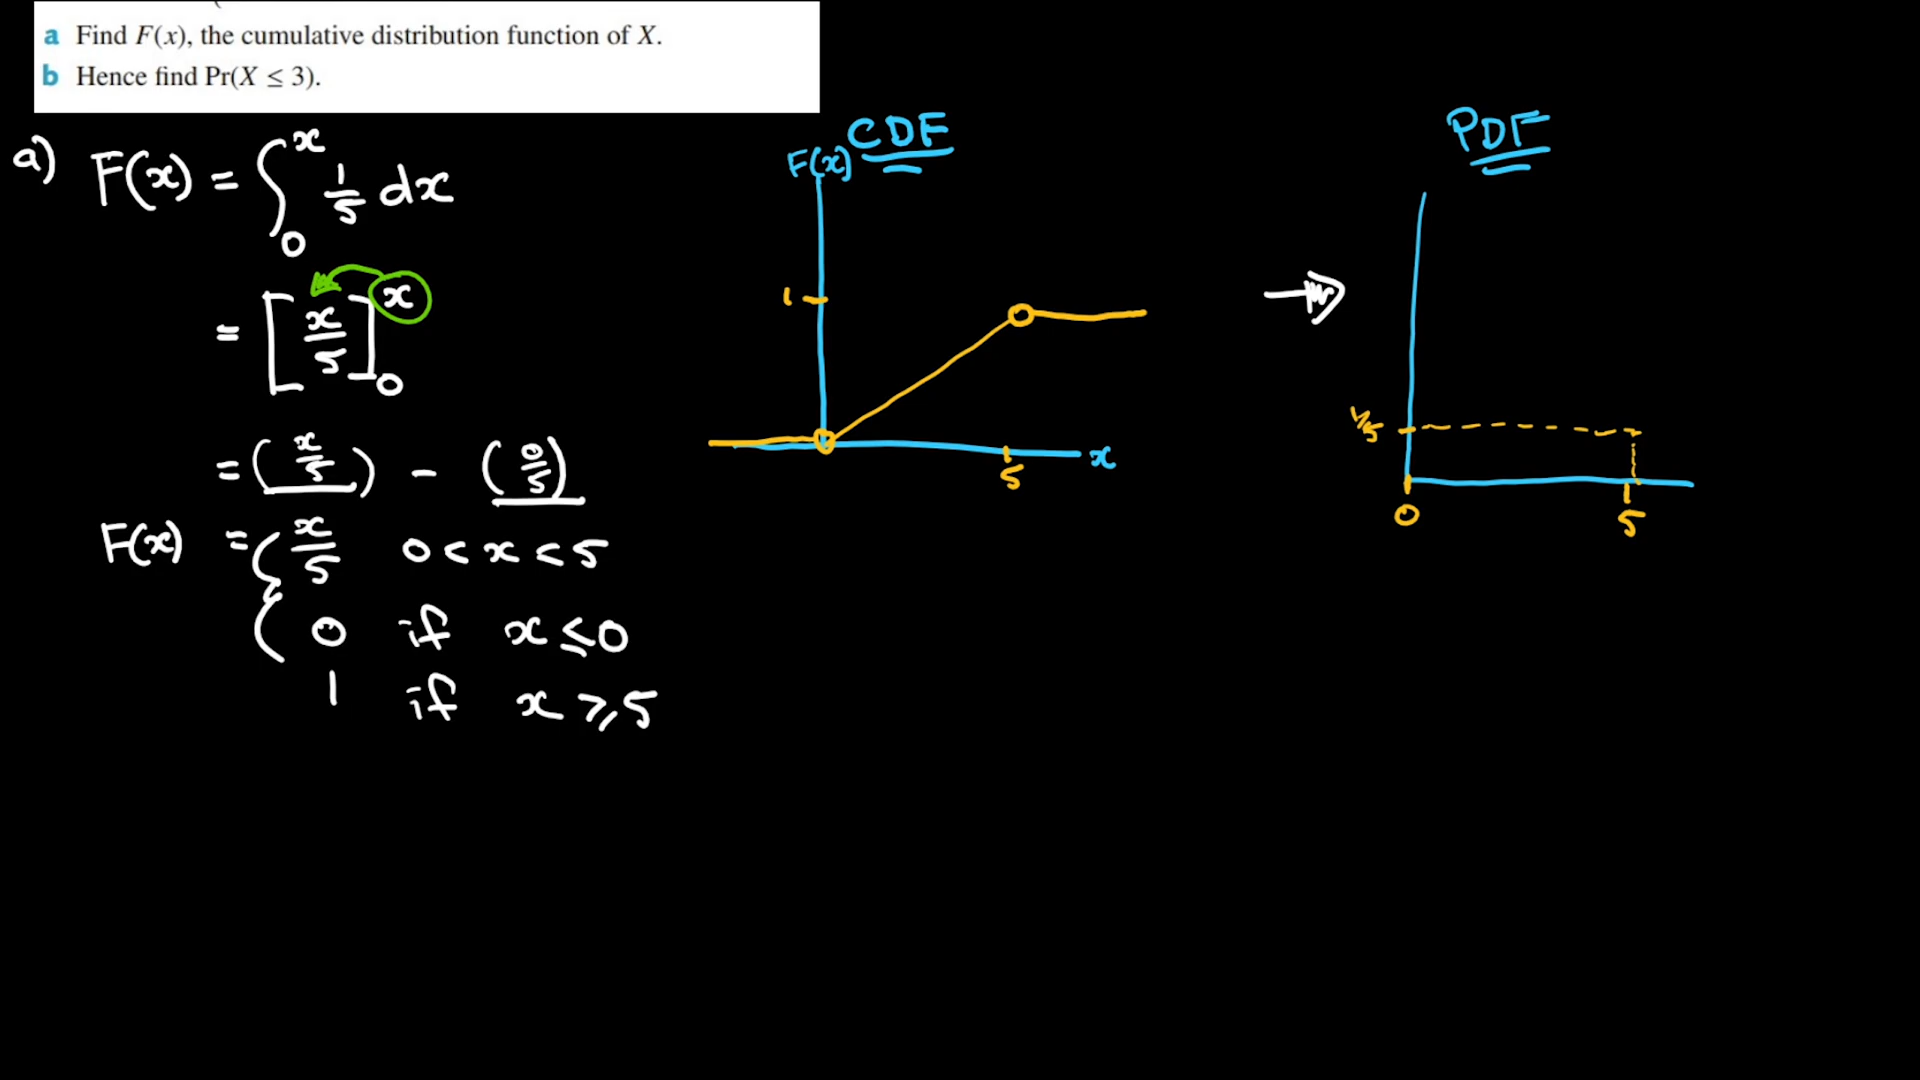 a Find F(x), the cumulative distribution function of X.
b Hence find Pr(X ≤ 3).
a) F(x) = ∫₀ˣ 1/5 dx
= [x/5]₀ˣ
= (x/5) - (0/5)
F(x) = { x/5 0 < x < 5
0 if x ≤ 0
1 if x ≥ 5
CDF
F(x)
1
5
x
PDF
1/5
0
5